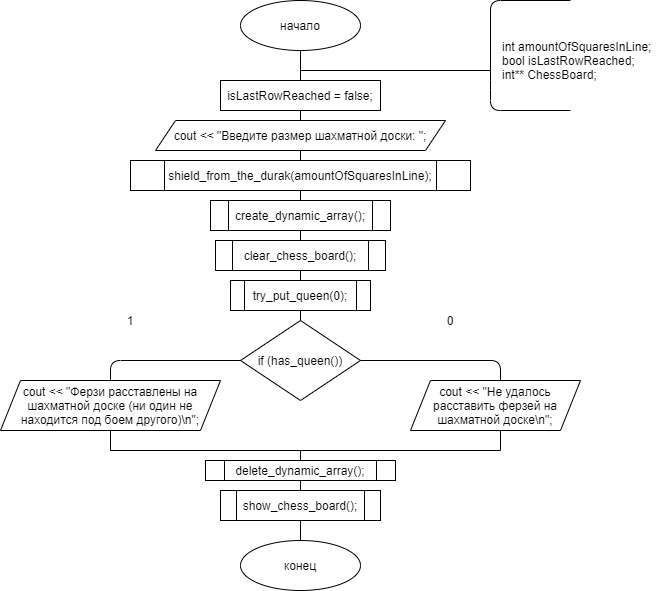 начало
int amountOfSquaresInLine;
bool isLastRowReached;
int** ChessBoard;
isLastRowReached = false;
cout << "Введите размер шахматной доски: ";
shield_from_the_durak(amountOfSquaresInLine);
create_dynamic_array();
clear_chess_board();
try_put_queen(0);
1
0
if (has_queen())
cout << "Ферзи расставлены на
шахматной доске (ни один не
находится под боем другого)\n";
cout << "Не удалось
расставить ферзей на
шахматной доске\n";
delete_dynamic_array();
show_chess_board();
конец